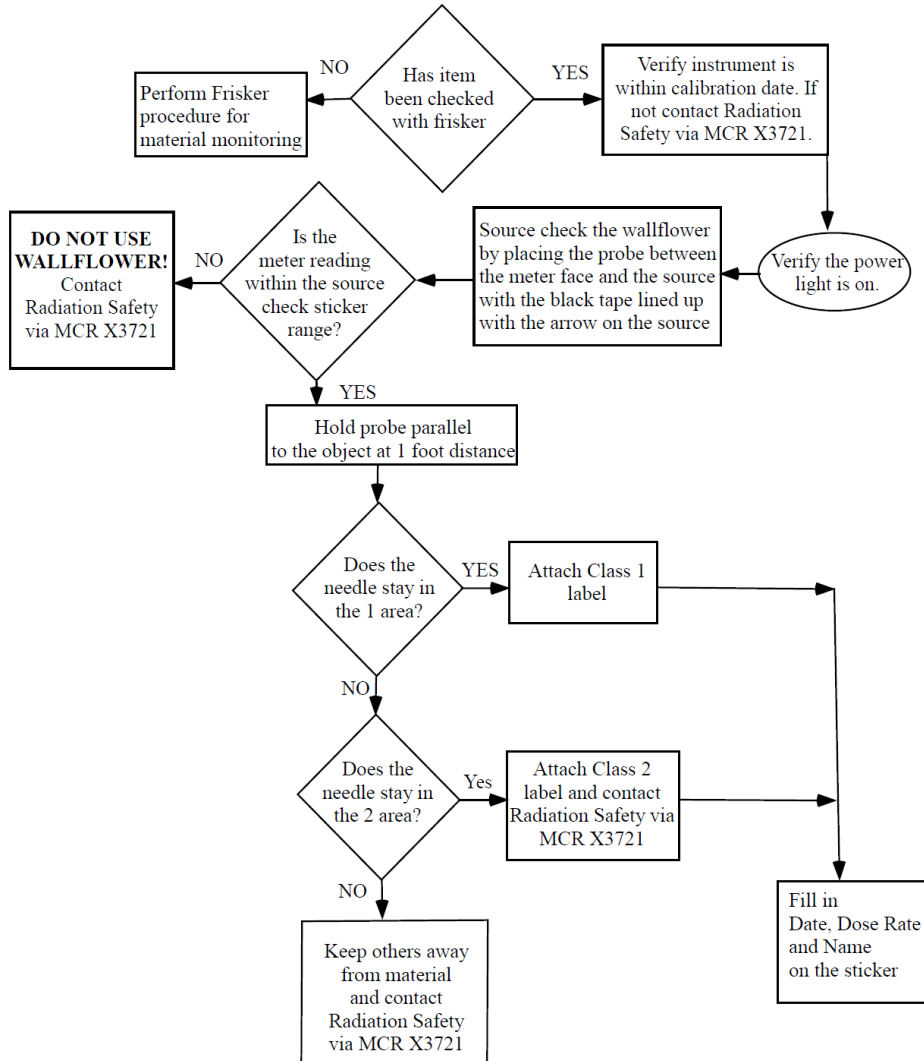 Has item
been checked
with frisker
NO
YES
Perform Frisker
procedure for
material monitoring
Verify instrument is
within calibration date. If
not contact Radiation
Safety via MCR X3721.
Verify the power
light is on.
Source check the wallflower
by placing the probe between
the meter face and the source
with the black tape lined up
with the arrow on the source
Is the
meter reading
within the source
check sticker
range?
NO
DO NOT USE
WALLFLOWER!
Contact
Radiation Safety
via MCR X3721
YES
Hold probe parallel
to the object at 1 foot distance
Does the
needle stay in
the 1 area?
YES
Attach Class 1
label
NO
Does the
needle stay in
the 2 area?
Yes
Attach Class 2
label and contact
Radiation Safety via
MCR X3721
NO
Keep others away
from material
and contact
Radiation Safety
via MCR X3721
Fill in
Date, Dose Rate
and Name
on the sticker